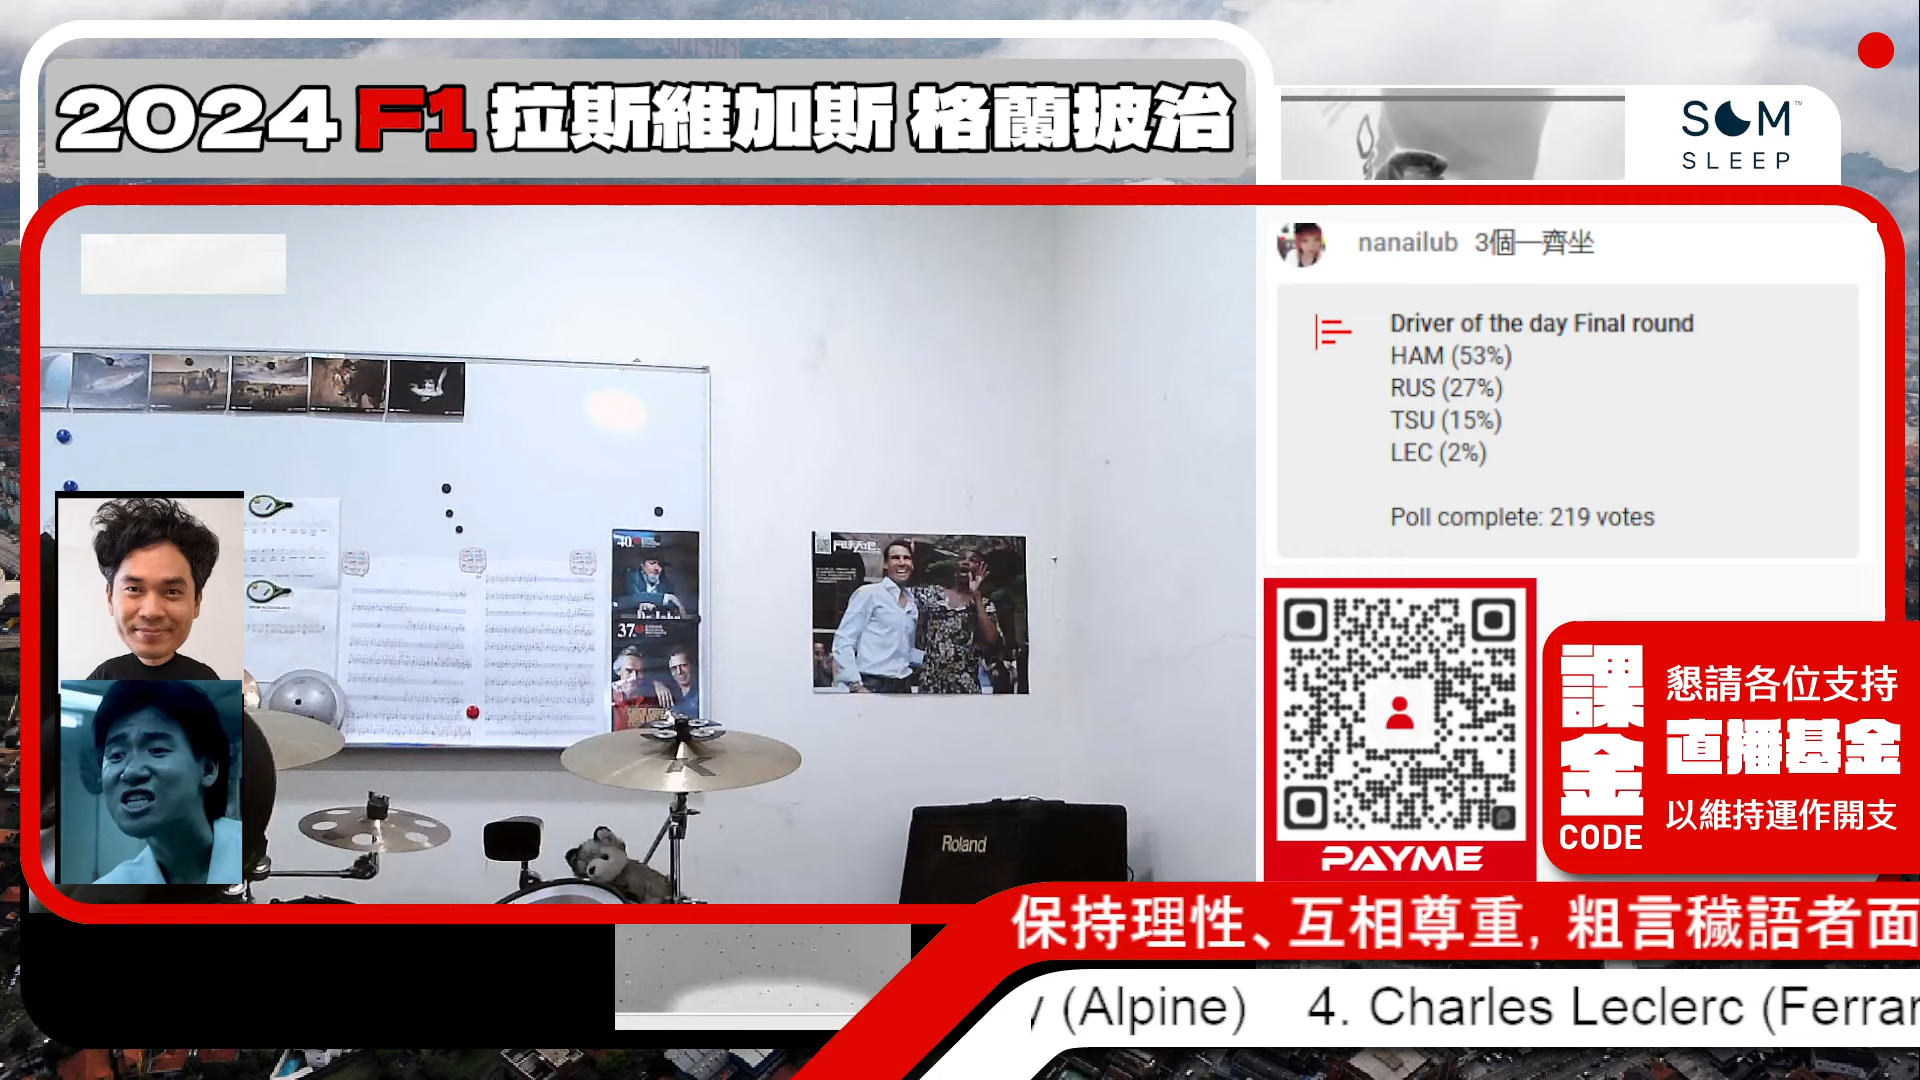 2024 F1 拉斯維加斯 格蘭披治
SOM
SLEEP
nanailub 3個一齊坐
Driver of the day Final round
HAM (53%)
RUS (27%)
TSU (15%)
LEC (2%)
Poll complete: 219 votes
40.
37.
K
Roland
PAYME
課金
CODE
懇請各位支持
直播基金
以維持運作開支
保持理性、互相尊重, 粗言穢語者面
y (Alpine) 4. Charles Leclerc (Ferrar